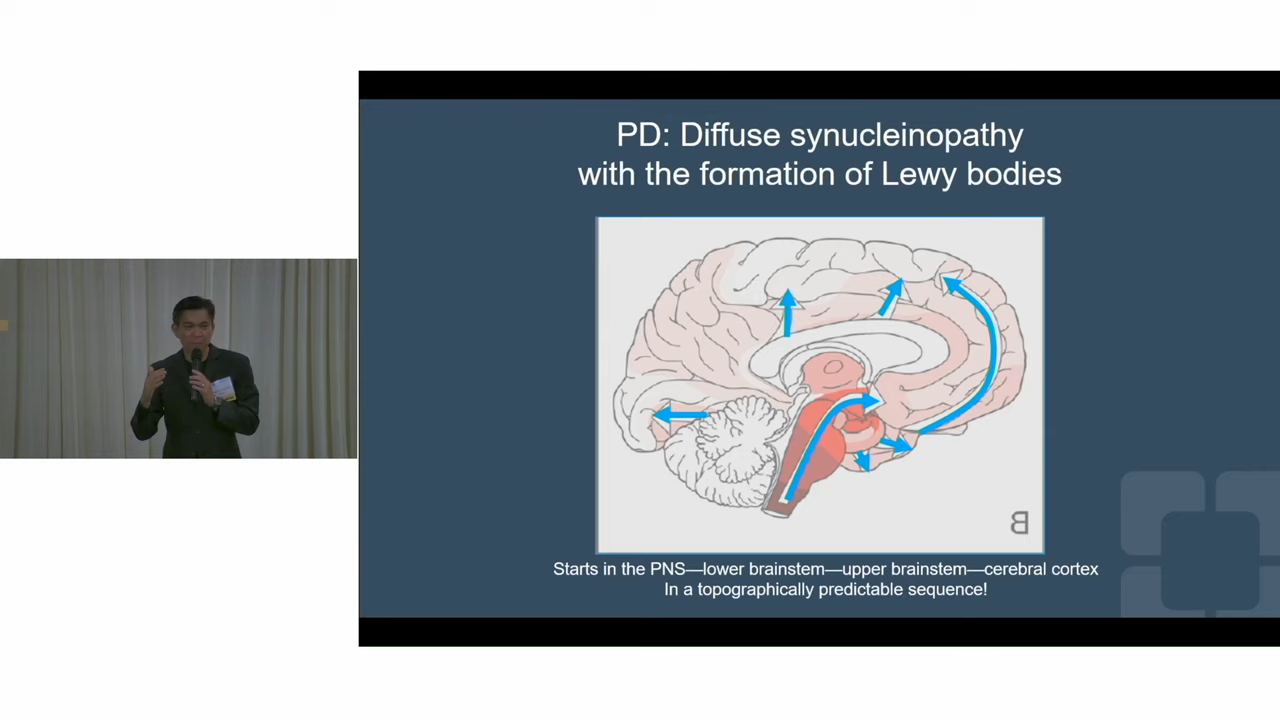 PD: Diffuse synucleinopathy
with the formation of Lewy bodies
B
Starts in the PNS—lower brainstem—upper brainstem—cerebral cortex
In a topographically predictable sequence!